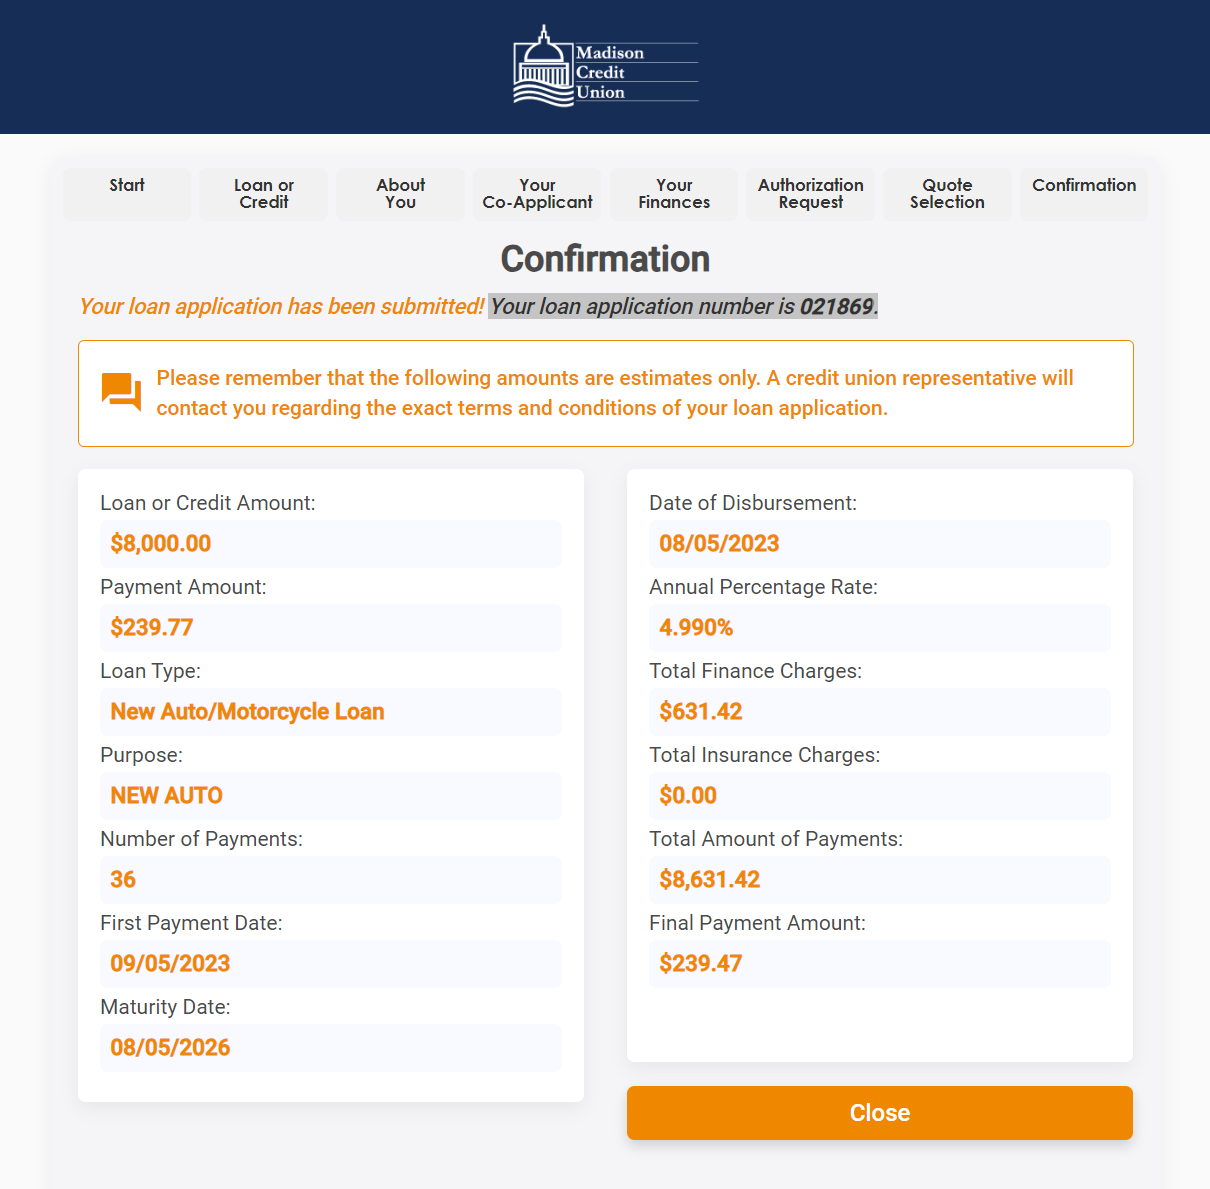 Madison
Credit
Union
Start
Loan or
Credit
About
You
Your
Co-Applicant
Your
Finances
Authorization
Request
Quote
Selection
Confirmation
Confirmation
Your loan application has been submitted! Your loan application number is 021869.
Please remember that the following amounts are estimates only. A credit union representative will
contact you regarding the exact terms and conditions of your loan application.
Loan or Credit Amount:
$8,000.00
Payment Amount:
$239.77
Loan Type:
New Auto/Motorcycle Loan
Purpose:
NEW AUTO
Number of Payments:
36
First Payment Date:
09/05/2023
Maturity Date:
08/05/2026
Date of Disbursement:
08/05/2023
Annual Percentage Rate:
4.990%
Total Finance Charges:
$631.42
Total Insurance Charges:
$0.00
Total Amount of Payments:
$8,631.42
Final Payment Amount:
$239.47
Close